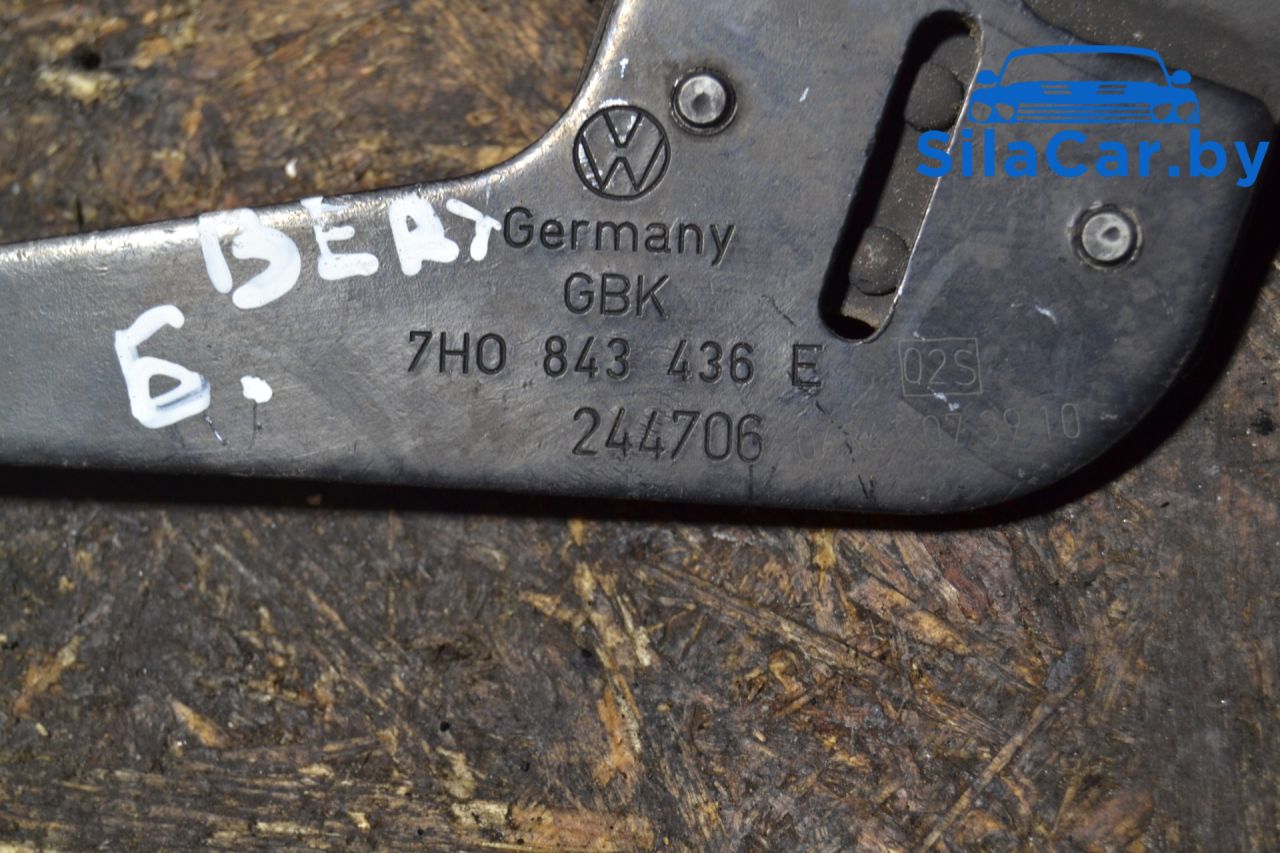 SilaCar.by
ВЕРХ
Б.
Germany
GBK
7H0 843 436 E
Q2S
244706